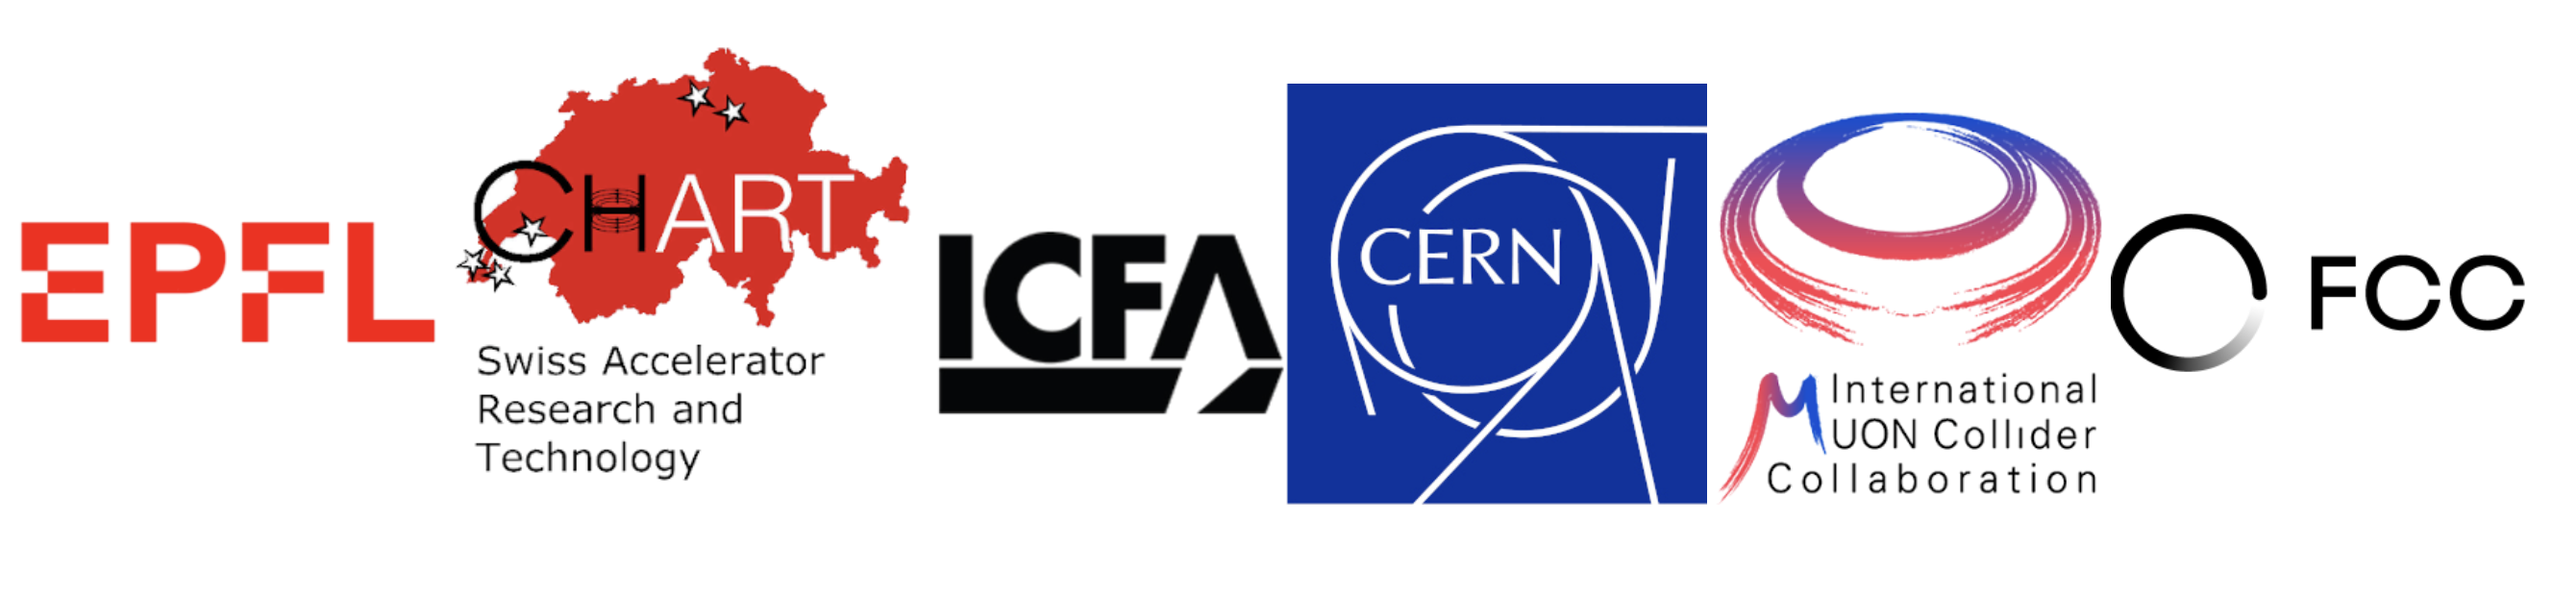 EPFL
CHART
Swiss Accelerator
Research and
Technology
ICFA
CERN
International
MUON Collider
Collaboration
FCC